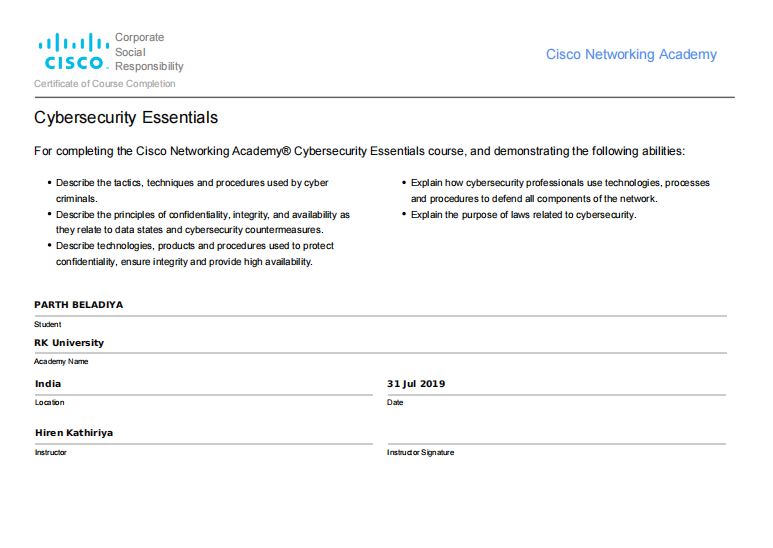 Corporate
Social
Responsibility
CISCO.
Cisco Networking Academy
Certificate of Course Completion
Cybersecurity Essentials
For completing the Cisco Networking Academy® Cybersecurity Essentials course, and demonstrating the following abilities:
• Describe the tactics, techniques and procedures used by cyber
criminals.
• Describe the principles of confidentiality, integrity, and availability as
they relate to data states and cybersecurity countermeasures.
• Describe technologies, products and procedures used to protect
confidentiality, ensure integrity and provide high availability.
• Explain how cybersecurity professionals use technologies, processes
and procedures to defend all components of the network.
• Explain the purpose of laws related to cybersecurity.
PARTH BELADIYA
Student
RK University
Academy Name
India
Location
31 Jul 2019
Date
Hiren Kathiriya
Instructor
Instructor Signature